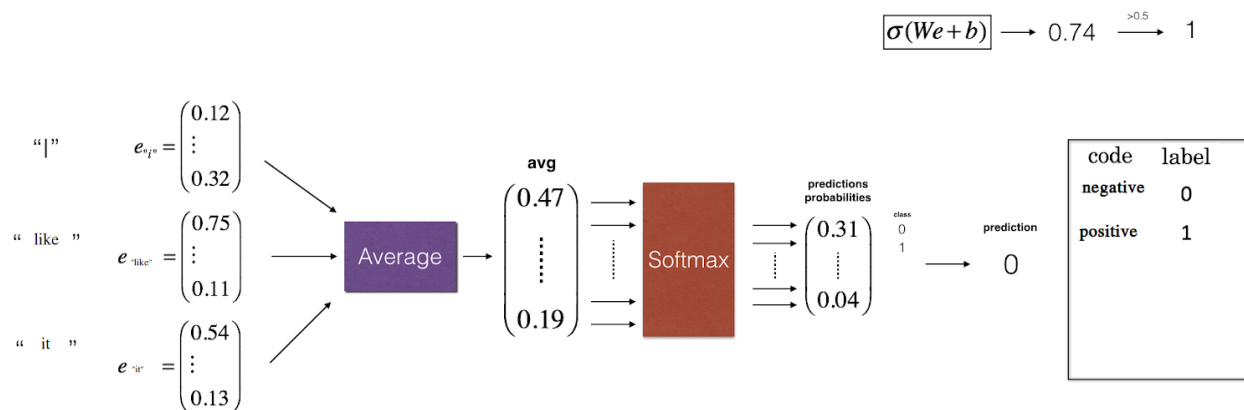 σ(We+b) → 0.74 >0.5 → 1
“I” e"i" = (0.12 ⋮ 0.32)
“ like ” e "like" = (0.75 ⋮ 0.11)
“ it ” e "it" = (0.54 ⋮ 0.13)
Average
avg
0.47
0.19
Softmax
predictions
probabilities
0.31
0.04
class
0
1
prediction
0
code label
negative 0
positive 1